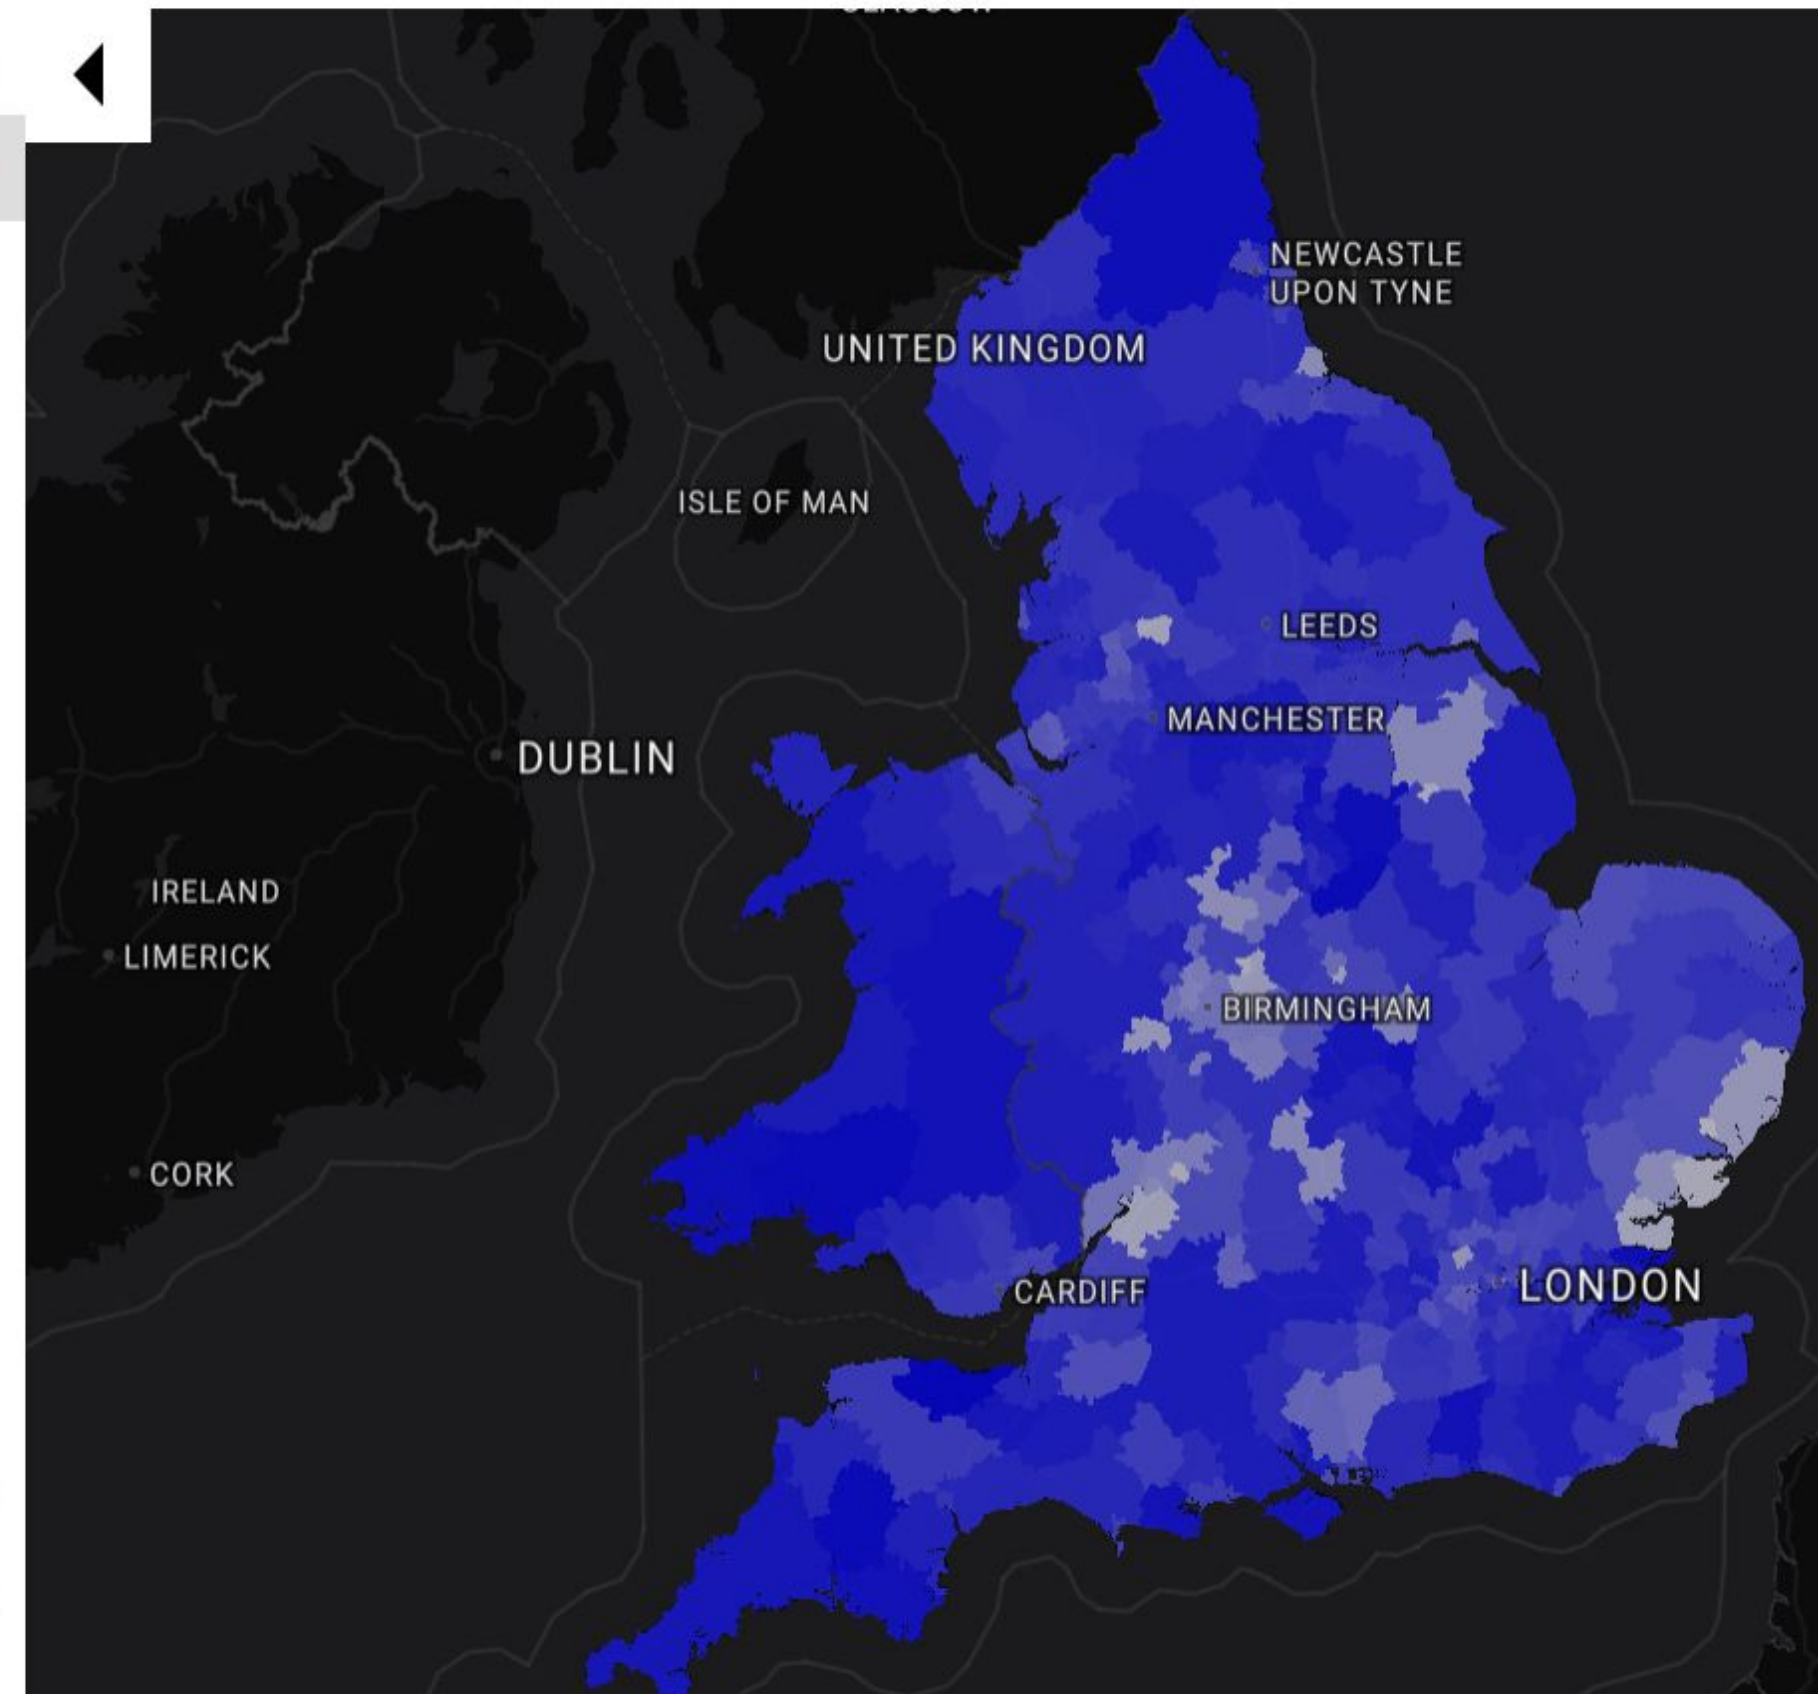 NEWCASTLE
UPON TYNE
UNITED KINGDOM
ISLE OF MAN
LEEDS
MANCHESTER
DUBLIN
IRELAND
LIMERICK
BIRMINGHAM
CORK
CARDIFF
LONDON